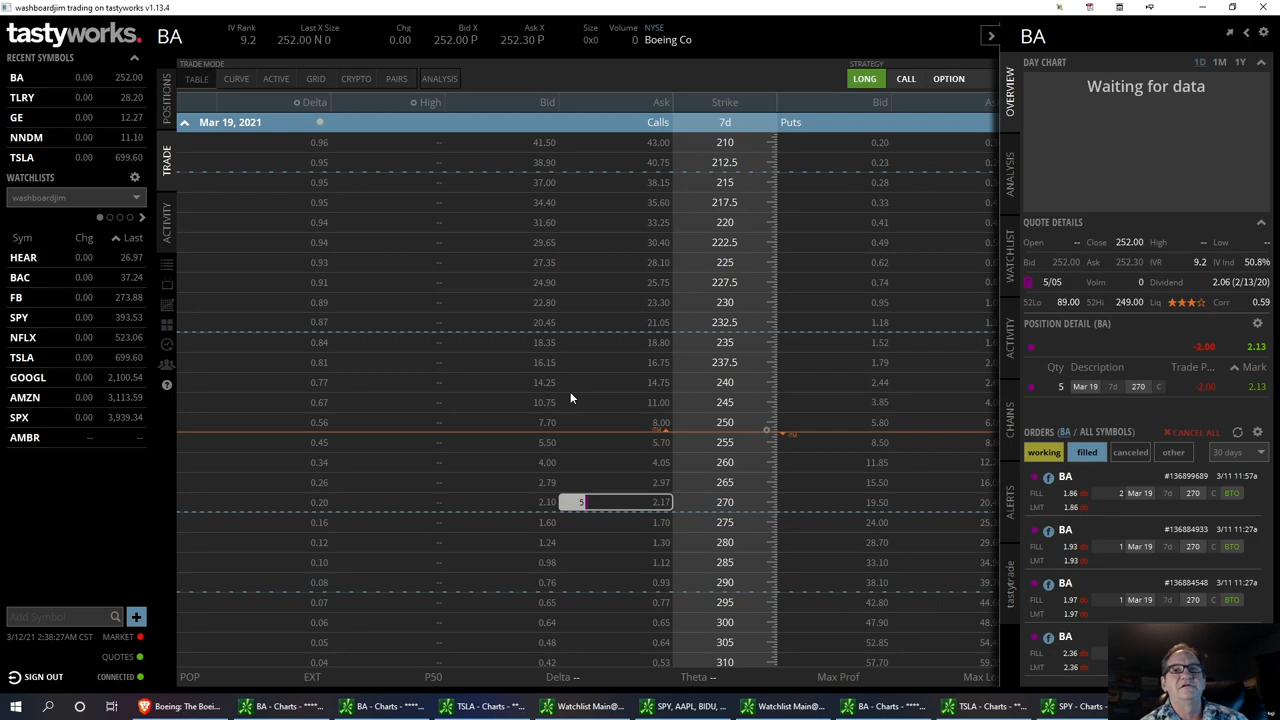 washboardjim trading on tastyworks v1.13.4
tastyworks.
BA
IV Rank 9.2
Last X Size 252.00 N 0
Chg 0.00
Bid X 252.00 P
Ask X 252.30 P
Size 0x0
Volume 0
NYSE Boeing Co
BA
RECENT SYMBOLS
BA 0.00 252.00
TLRY 0.00 28.20
GE 0.00 12.27
NNDM 0.00 11.10
TSLA 0.00 699.60
WATCHLISTS
washboardjim
Sym Chg Last
HEAR 0.00 26.97
BAC 0.00 37.24
FB 0.00 273.88
SPY 0.00 393.53
NFLX 0.00 523.06
TSLA 0.00 699.60
GOOGL 0.00 2,100.54
AMZN 0.00 3,113.59
SPX 0.00 3,939.34
AMBR -- --
Add Symbol
3/12/21 2:38:27AM CST MARKET
QUOTES
SIGN OUT CONNECTED
POSITIONS
TRADE
ACTIVITY
TRADE MODE
TABLE CURVE ACTIVE GRID CRYPTO PAIRS ANALYSIS
STRATEGY
LONG CALL OPTION
Delta High Bid Ask Strike Bid
Mar 19, 2021 Calls 7d Puts
0.96 -- 41.50 43.00 210 0.20
0.95 -- 38.90 40.75 212.5 0.23
0.95 -- 37.00 38.15 215 0.28
0.95 -- 34.40 35.60 217.5 0.33
0.94 -- 31.60 33.25 220 0.41
0.94 -- 29.65 30.40 222.5 0.49
0.93 -- 27.35 28.10 225 0.62
0.91 -- 24.90 25.75 227.5 0.74
0.89 -- 22.80 23.30 230 0.95
0.87 -- 20.45 21.05 232.5 1.18
0.84 -- 18.35 18.80 235 1.52
0.81 -- 16.15 16.75 237.5 1.79
0.77 -- 14.25 14.75 240 2.44
0.67 -- 10.75 11.00 245 3.85
0.56 -- 7.70 8.00 250 5.80
ITM
ITM
0.45 -- 5.50 5.70 255 8.50
0.34 -- 4.00 4.05 260 11.85
0.26 -- 2.79 2.97 265 15.50
0.20 -- 2.10 5 2.17 270 19.50
0.16 -- 1.60 1.70 275 24.00
0.12 -- 1.24 1.30 280 28.70
0.10 -- 0.98 1.12 285 33.10
0.08 -- 0.76 0.93 290 38.10
0.07 -- 0.65 0.77 295 42.80
0.06 -- 0.64 0.65 300 47.90
0.05 -- 0.48 0.64 305 52.85
0.04 -- 0.42 0.53 310 57.70
POP EXT P50 Delta -- Theta -- Max Prof Max Lo
OVERVIEW
ANALYSIS
WATCHLIST
ACTIVITY
CHAINS
ALERTS
tastytrade
DAY CHART 1D 1M 1Y
Waiting for data
QUOTE DETAILS
Open -- Close 252.00 High -- Low --
Bid 252.00 Ask 252.30 IVR 9.2 IV Ind 50.8%
E 5/05 Volm 0 Dividend 2.06 (2/13/20)
52Lo 89.00 52Hi 249.00 Liq ★★★☆ Corr 0.59
POSITION DETAIL (BA)
-2.00 2.13
Qty Description Trade P... Mark
5 Mar 19 7d 270 C -2.00 2.13
ORDERS (BA / ALL SYMBOLS) CANCEL ALL
working filled canceled other 30 days
BA #136899689 3/11 11:57a
FILL 1.86 db 2 Mar 19 7d 270 C BTO
LMT 1.86 db
BA #136884933 3/11 11:27a
FILL 1.93 db 1 Mar 19 7d 270 C BTO
LMT 1.93 db
BA #136884548 3/11 11:27a
FILL 1.97 db 1 Mar 19 7d 270 C BTO
LMT 1.97 db
BA
FILL 2.36 db
LMT 2.36 db
Boeing: The Boei...
BA - Charts - ****
BA - Charts - ****
TSLA - Charts - ****
Watchlist Main@...
SPY, AAPL, BIDU, ...
Watchlist Main@...
BA - Charts - ****
TSLA - Charts - ****
SPY - Charts - ****